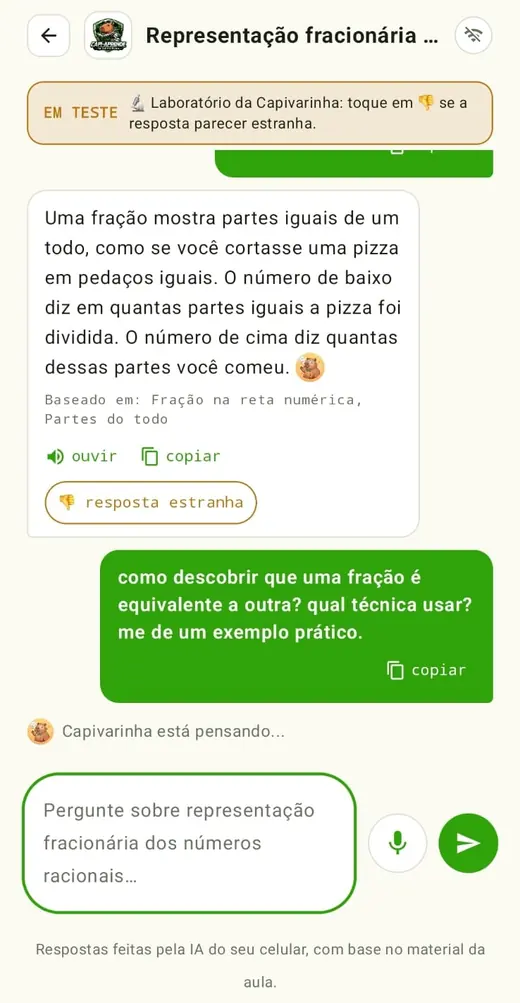 Representação fracionária ...
EM TESTE
🔬 Laboratório da Capivarinha: toque em 👎 se a
resposta parecer estranha.
Uma fração mostra partes iguais de um
todo, como se você cortasse uma pizza
em pedaços iguais. O número de baixo
diz em quantas partes iguais a pizza foi
dividida. O número de cima diz quantas
dessas partes você comeu.
Baseado em: Fração na reta numérica,
Partes do todo
ouvir
copiar
👎 resposta estranha
como descobrir que uma fração é
equivalente a outra? qual técnica usar?
me de um exemplo prático.
copiar
Capivarinha está pensando...
Pergunte sobre representação
fracionária dos números
racionais...
Respostas feitas pela IA do seu celular, com base no material da
aula.